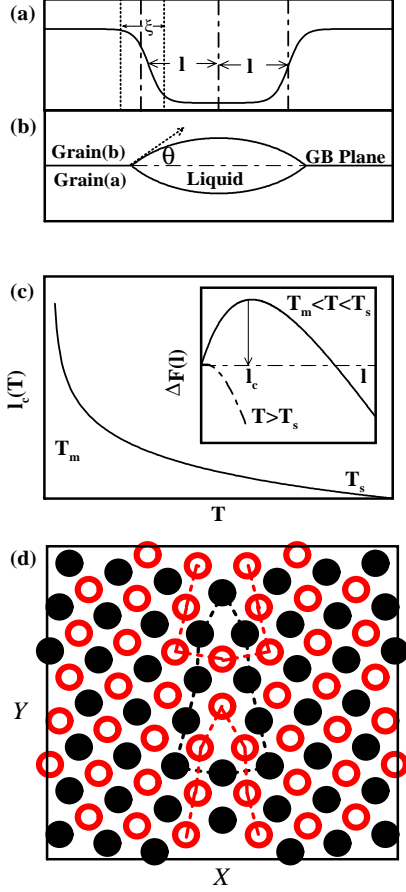 (a)
ξ
l l
(b)
Grain(b)
θ
GB Plane
Grain(a)
Liquid
(c)
l_c(T)
T_m
T_s
T
ΔF(l)
T_m<T<T_s
l_c
l
T>T_s
(d)
Y
X